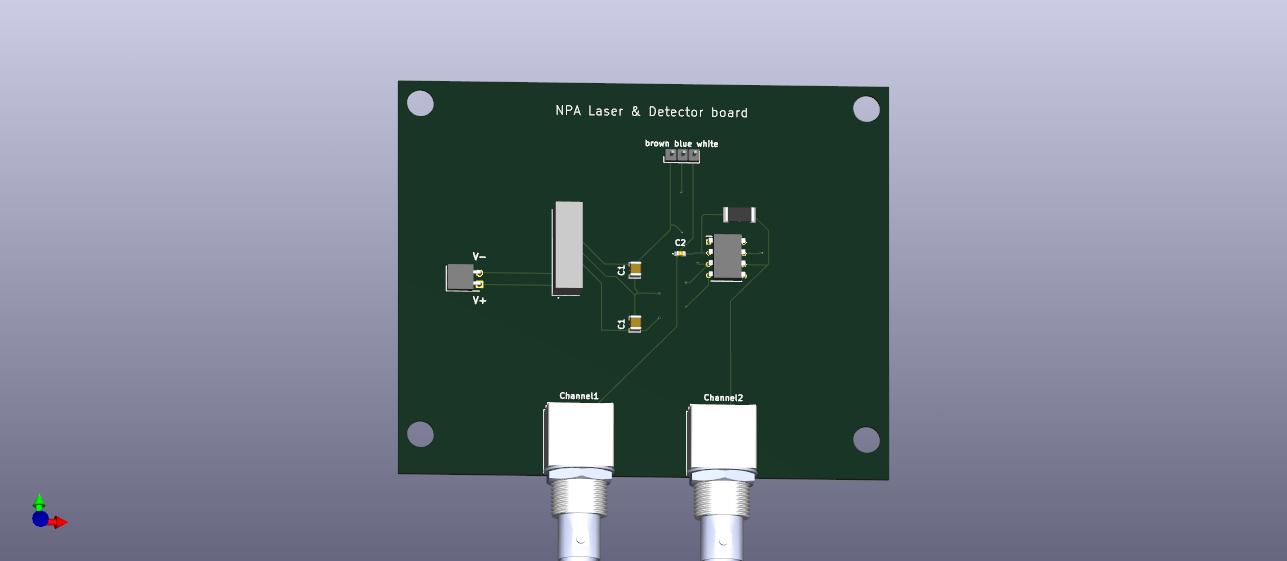 NPA Laser & Detector board
brown blue white
C2
V-
C1
V+
C1
Channel1
Channel2